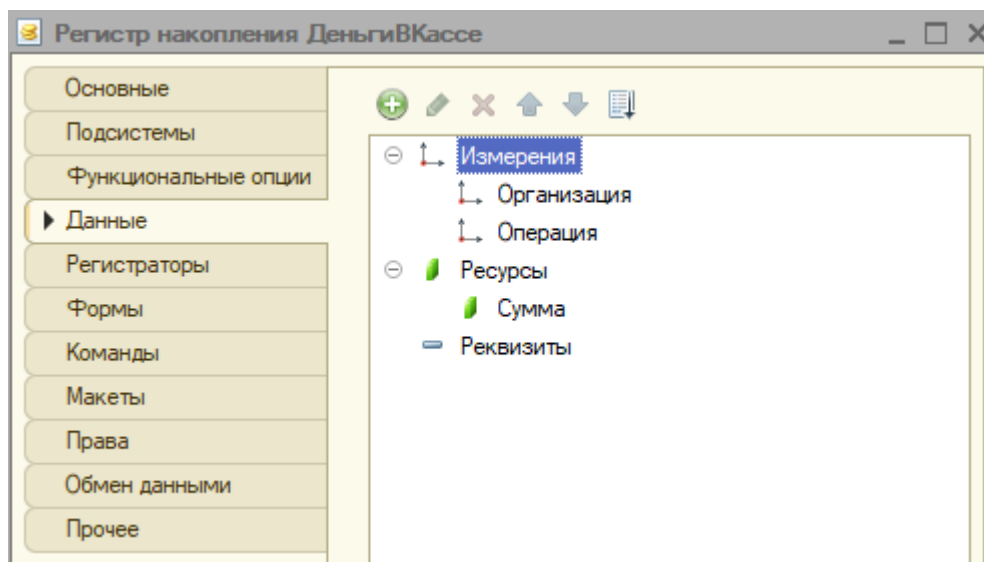 Регистр накопления ДеньгиВКассе
Основные
Подсистемы
Функциональные опции
Данные
Регистраторы
Формы
Команды
Макеты
Права
Обмен данными
Прочее
Измерения
Организация
Операция
Ресурсы
Сумма
Реквизиты